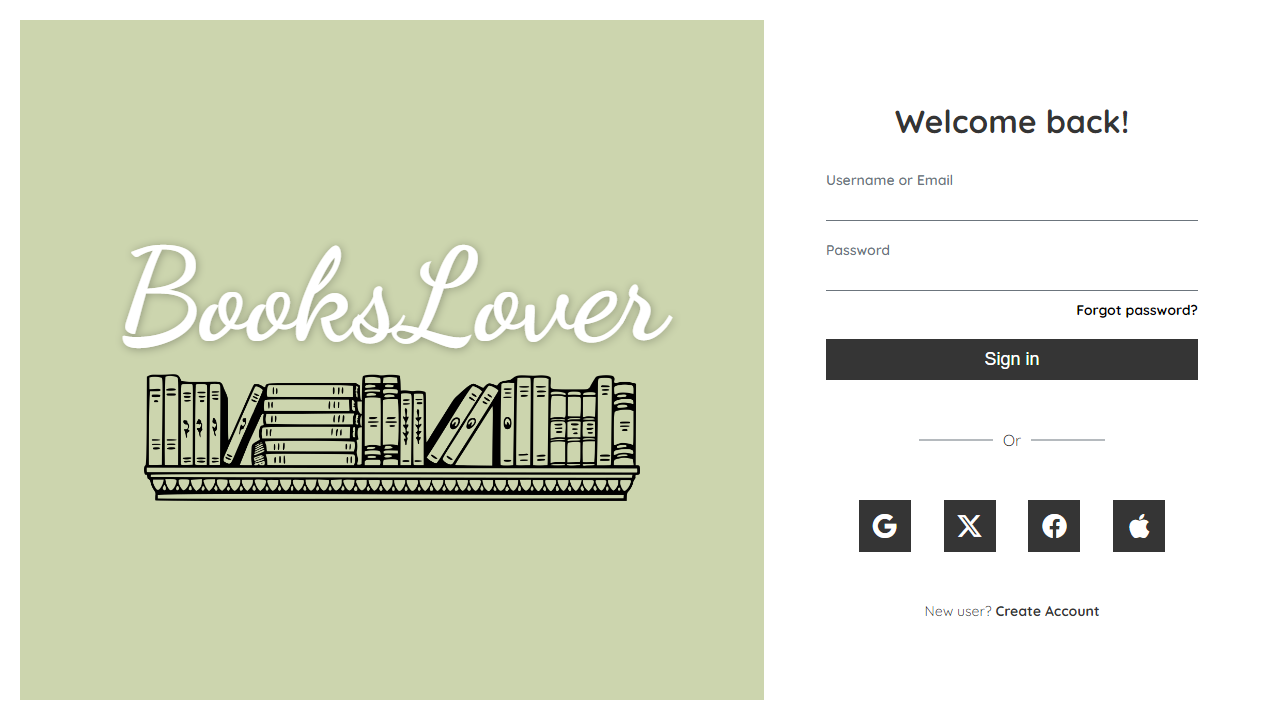 BooksLover
Welcome back!
Username or Email
Password
Forgot password?
Sign in
Or
New user? Create Account